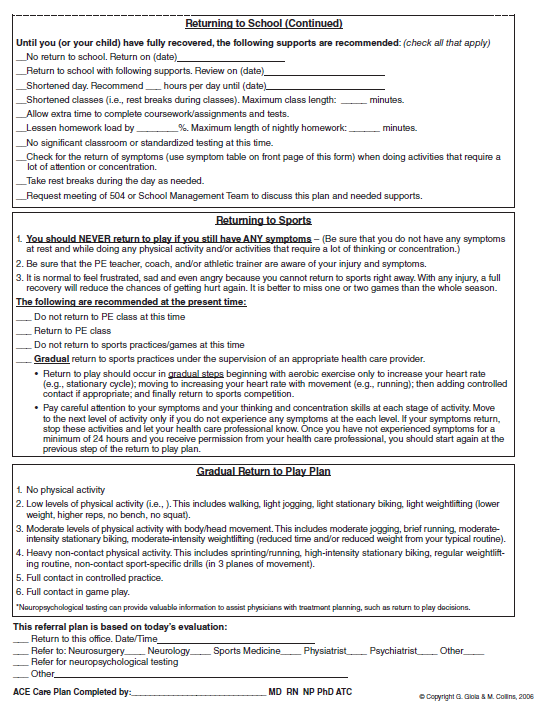 Returning to School (Continued)
Until you (or your child) have fully recovered, the following supports are recommended: (check all that apply)
__No return to school. Return on (date)____________________
__Return to school with following supports. Review on (date)______________________
__Shortened day. Recommend ___ hours per day until (date)______________________
__Shortened classes (i.e., rest breaks during classes). Maximum class length: _____ minutes.
__Allow extra time to complete coursework/assignments and tests.
__Lessen homework load by ________%. Maximum length of nightly homework: ______ minutes.
__No significant classroom or standardized testing at this time.
__Check for the return of symptoms (use symptom table on front page of this form) when doing activities that require a
lot of attention or concentration.
__Take rest breaks during the day as needed.
__Request meeting of 504 or School Management Team to discuss this plan and needed supports.
Returning to Sports
1. You should NEVER return to play if you still have ANY symptoms – (Be sure that you do not have any symptoms
at rest and while doing any physical activity and/or activities that require a lot of thinking or concentration.)
2. Be sure that the PE teacher, coach, and/or athletic trainer are aware of your injury and symptoms.
3. It is normal to feel frustrated, sad and even angry because you cannot return to sports right away. With any injury, a full
recovery will reduce the chances of getting hurt again. It is better to miss one or two games than the whole season.
The following are recommended at the present time:
___ Do not return to PE class at this time
___ Return to PE class
___ Do not return to sports practices/games at this time
___ Gradual return to sports practices under the supervision of an appropriate health care provider.
• Return to play should occur in gradual steps beginning with aerobic exercise only to increase your heart rate
(e.g., stationary cycle); moving to increasing your heart rate with movement (e.g., running); then adding controlled
contact if appropriate; and finally return to sports competition.
• Pay careful attention to your symptoms and your thinking and concentration skills at each stage of activity. Move
to the next level of activity only if you do not experience any symptoms at the each level. If your symptoms return,
stop these activities and let your health care professional know. Once you have not experienced symptoms for a
minimum of 24 hours and you receive permission from your health care professional, you should start again at the
previous step of the return to play plan.
Gradual Return to Play Plan
1. No physical activity
2. Low levels of physical activity (i.e., ). This includes walking, light jogging, light stationary biking, light weightlifting (lower
weight, higher reps, no bench, no squat).
3. Moderate levels of physical activity with body/head movement. This includes moderate jogging, brief running, moderate-
intensity stationary biking, moderate-intensity weightlifting (reduced time and/or reduced weight from your typical routine).
4. Heavy non-contact physical activity. This includes sprinting/running, high-intensity stationary biking, regular weightlift-
ing routine, non-contact sport-specific drills (in 3 planes of movement).
5. Full contact in controlled practice.
6. Full contact in game play.
*Neuropsychological testing can provide valuable information to assist physicians with treatment planning, such as return to play decisions.
This referral plan is based on today's evaluation:
___ Return to this office. Date/Time____________________________
___ Refer to: Neurosurgery____ Neurology____ Sports Medicine____ Physiatrist____ Psychiatrist____ Other____
___ Refer for neuropsychological testing
___ Other____________________________________________________
ACE Care Plan Completed by:__________________________ MD RN NP PhD ATC
© Copyright G. Gioia & M. Collins, 2006